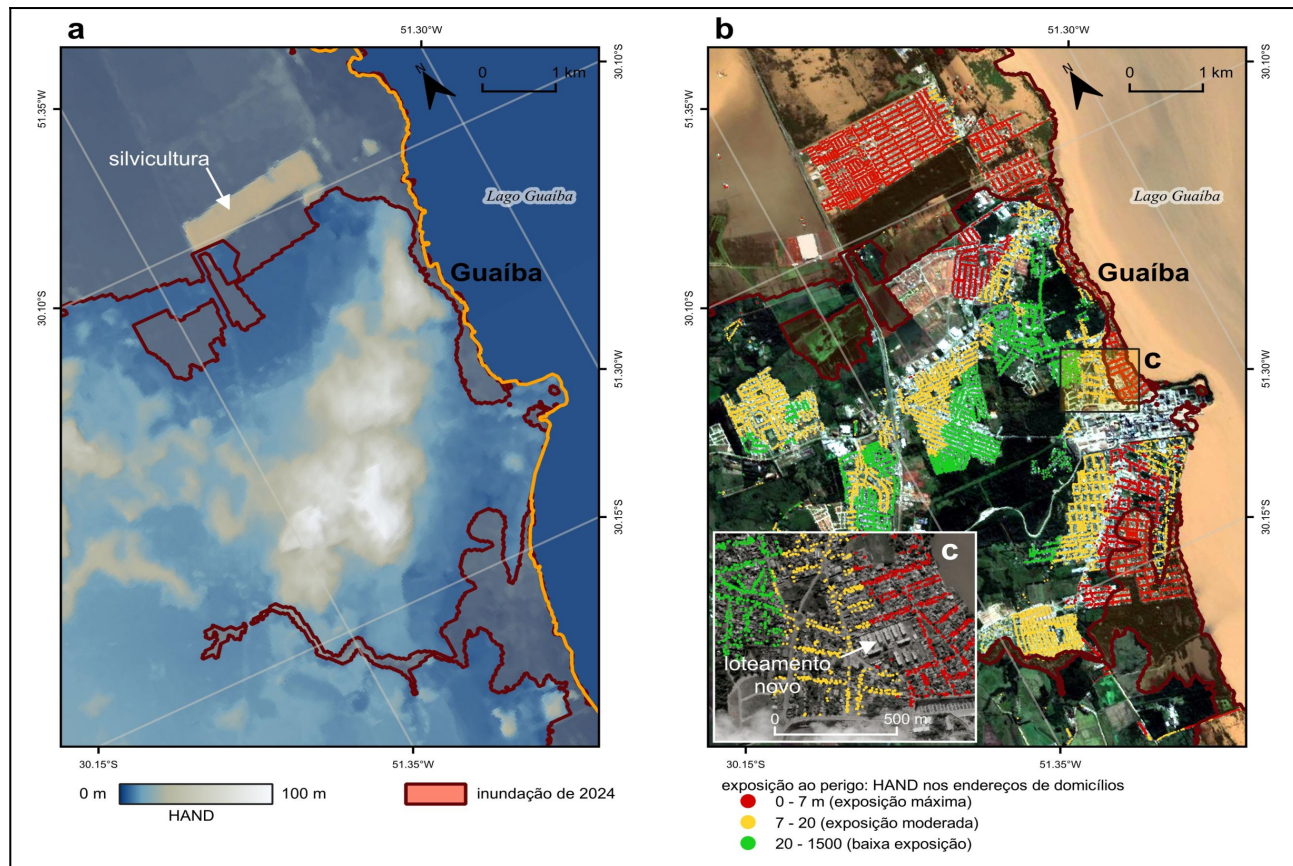 a
51.30°W
30.10°S
0 1 km
N
51.35°W
silvicultura
Lago Guaíba
Guaíba
30.10°S
51.30°W
30.15°S
30.15°S
51.35°W
0 m 100 m
HAND
inundação de 2024
b
51.30°W
30.10°S
0 1 km
N
51.35°W
Lago Guaíba
Guaíba
30.10°S
c
51.30°W
30.15°S
c
loteamento
novo
0 500 m
30.15°S
51.35°W
exposição ao perigo: HAND nos endereços de domicílios
0 - 7 m (exposição máxima)
7 - 20 (exposição moderada)
20 - 1500 (baixa exposição)